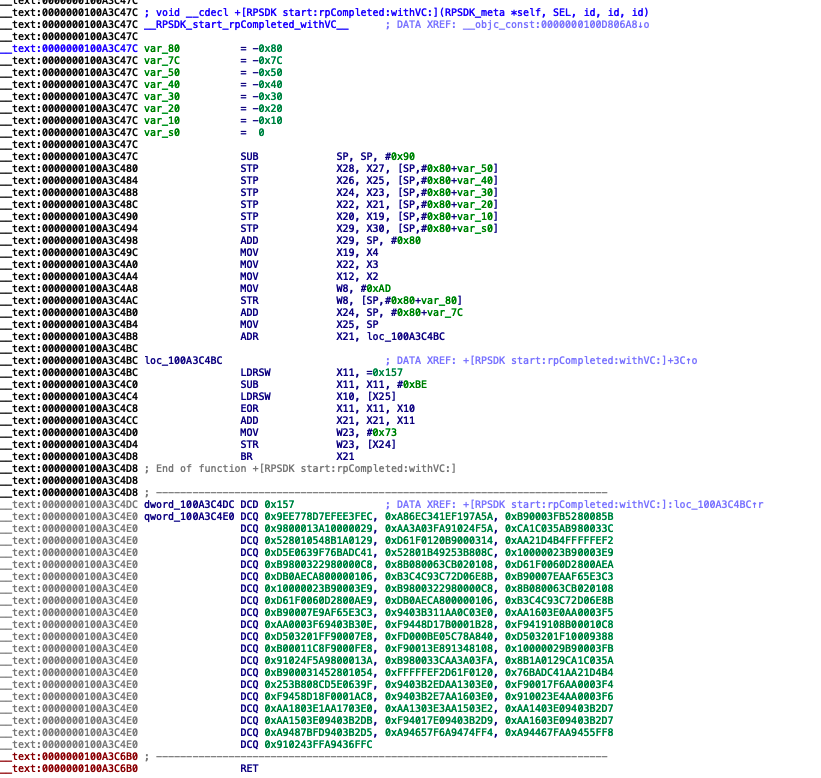 __text:0000000100A3C47C
__text:0000000100A3C47C ; void __cdecl +[RPSDK start:rpCompleted:withVC:](RPSDK_meta *self, SEL, id, id, id)
__text:0000000100A3C47C __RPSDK_start_rpCompleted_withVC__ ; DATA XREF: __objc_const:0000000100D806A8↓o
__text:0000000100A3C47C
__text:0000000100A3C47C var_80 = -0x80
__text:0000000100A3C47C var_7C = -0x7C
__text:0000000100A3C47C var_50 = -0x50
__text:0000000100A3C47C var_40 = -0x40
__text:0000000100A3C47C var_30 = -0x30
__text:0000000100A3C47C var_20 = -0x20
__text:0000000100A3C47C var_10 = -0x10
__text:0000000100A3C47C var_s0 = 0
__text:0000000100A3C47C
__text:0000000100A3C47C SUB SP, SP, #0x90
__text:0000000100A3C480 STP X28, X27, [SP,#0x80+var_50]
__text:0000000100A3C484 STP X26, X25, [SP,#0x80+var_40]
__text:0000000100A3C488 STP X24, X23, [SP,#0x80+var_30]
__text:0000000100A3C48C STP X22, X21, [SP,#0x80+var_20]
__text:0000000100A3C490 STP X20, X19, [SP,#0x80+var_10]
__text:0000000100A3C494 STP X29, X30, [SP,#0x80+var_s0]
__text:0000000100A3C498 ADD X29, SP, #0x80
__text:0000000100A3C49C MOV X19, X4
__text:0000000100A3C4A0 MOV X22, X3
__text:0000000100A3C4A4 MOV X12, X2
__text:0000000100A3C4A8 MOV W8, #0xAD
__text:0000000100A3C4AC STR W8, [SP,#0x80+var_80]
__text:0000000100A3C4B0 ADD X24, SP, #0x80+var_7C
__text:0000000100A3C4B4 MOV X25, SP
__text:0000000100A3C4B8 ADR X21, loc_100A3C4BC
__text:0000000100A3C4BC
__text:0000000100A3C4BC loc_100A3C4BC ; DATA XREF: +[RPSDK start:rpCompleted:withVC:]+3C↑o
__text:0000000100A3C4BC LDRSW X11, =0x157
__text:0000000100A3C4C0 SUB X11, X11, #0xBE
__text:0000000100A3C4C4 LDRSW X10, [X25]
__text:0000000100A3C4C8 EOR X11, X11, X10
__text:0000000100A3C4CC ADD X21, X21, X11
__text:0000000100A3C4D0 MOV W23, #0x73
__text:0000000100A3C4D4 STR W23, [X24]
__text:0000000100A3C4D8 BR X21
__text:0000000100A3C4D8 ; End of function +[RPSDK start:rpCompleted:withVC:]
__text:0000000100A3C4D8
__text:0000000100A3C4D8 ; ---------------------------------------------------------------------------
__text:0000000100A3C4DC dword_100A3C4DC DCD 0x157 ; DATA XREF: +[RPSDK start:rpCompleted:withVC:]:loc_100A3C4BC↑r
__text:0000000100A3C4E0 qword_100A3C4E0 DCQ 0x9EE778D7EFEE3FEC, 0xA86EC341EF197A5A, 0xB90003FB5280085B
__text:0000000100A3C4E0 DCQ 0x9800013A10000029, 0xAA3A03FA91024F5A, 0xCA1C035AB980033C
__text:0000000100A3C4E0 DCQ 0x528010548B1A0129, 0xD61F0120B9000314, 0xAA21D4B4FFFFFEF2
__text:0000000100A3C4E0 DCQ 0xD5E0639F76BADC41, 0x52801B49253B808C, 0x10000023B90003E9
__text:0000000100A3C4E0 DCQ 0xB9800322980000C8, 0x8B080063CB020108, 0xD61F0060D2800AEA
__text:0000000100A3C4E0 DCQ 0xDB0AECA800000106, 0xB3C4C93C72D06E8B, 0xB90007EAAF65E3C3
__text:0000000100A3C4E0 DCQ 0x10000023B90003E9, 0xB9800322980000C8, 0x8B080063CB020108
__text:0000000100A3C4E0 DCQ 0xD61F0060D2800AE9, 0xDB0AECA800000106, 0xB3C4C93C72D06E8B
__text:0000000100A3C4E0 DCQ 0xB90007E9AF65E3C3, 0x9403B311AA0C03E0, 0xAA1603E0AA0003F5
__text:0000000100A3C4E0 DCQ 0xAA0003F69403B30E, 0xF9448D17B0001B28, 0xF9419108B00010C8
__text:0000000100A3C4E0 DCQ 0xD503201FF90007E8, 0xFD000BE05C78A840, 0xD503201F10009388
__text:0000000100A3C4E0 DCQ 0xB00011C8F9000FE8, 0xF90013E891348108, 0x10000029B90003FB
__text:0000000100A3C4E0 DCQ 0x91024F5A9800013A, 0xB980033CAA3A03FA, 0x8B1A0129CA1C035A
__text:0000000100A3C4E0 DCQ 0xB900031452801054, 0xFFFFFEF2D61F0120, 0x76BADC41AA21D4B4
__text:0000000100A3C4E0 DCQ 0x253B808CD5E0639F, 0x9403B2EDAA1303E0, 0xF90017F6AA0003F4
__text:0000000100A3C4E0 DCQ 0xF9458D18F0001AC8, 0x9403B2E7AA1603E0, 0x910023E4AA0003F6
__text:0000000100A3C4E0 DCQ 0xAA1803E1AA1703E0, 0xAA1303E3AA1503E2, 0xAA1403E09403B2D7
__text:0000000100A3C4E0 DCQ 0xAA1503E09403B2DB, 0xF94017E09403B2D9, 0xAA1603E09403B2D7
__text:0000000100A3C4E0 DCQ 0xA9487BFD9403B2D5, 0xA94657F6A9474FF4, 0xA94467FAA9455FF8
__text:0000000100A3C4E0 DCQ 0x910243FFA9436FFC
__text:0000000100A3C6B0 ; ---------------------------------------------------------------------------
__text:0000000100A3C6B0 RET